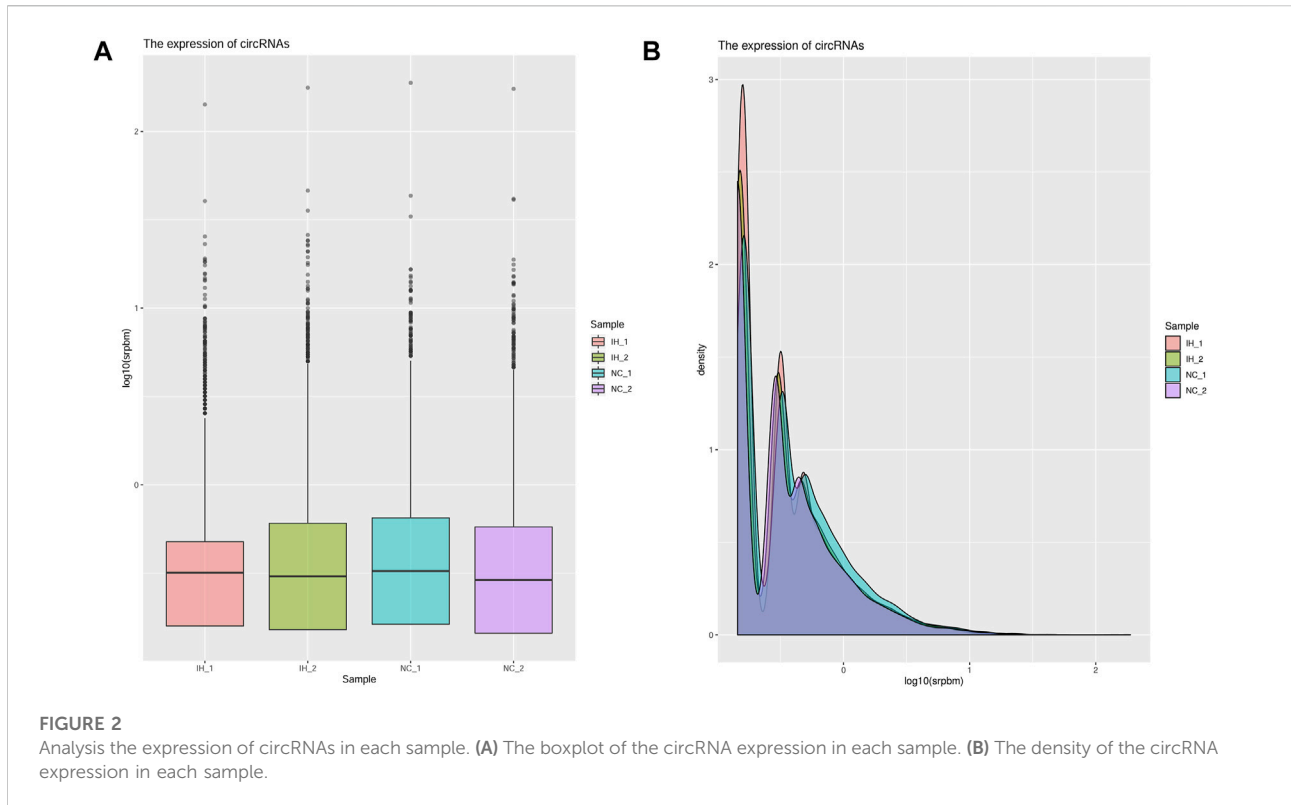 A
The expression of circRNAs
2
1
0
log10(srpbm)
IH_1
IH_2
NC_1
NC_2
Sample
Sample
IH_1
IH_2
NC_1
NC_2
B
The expression of circRNAs
3
2
1
0
density
0
1
2
log10(srpbm)
Sample
IH_1
IH_2
NC_1
NC_2
FIGURE 2
Analysis the expression of circRNAs in each sample. (A) The boxplot of the circRNA expression in each sample. (B) The density of the circRNA
expression in each sample.